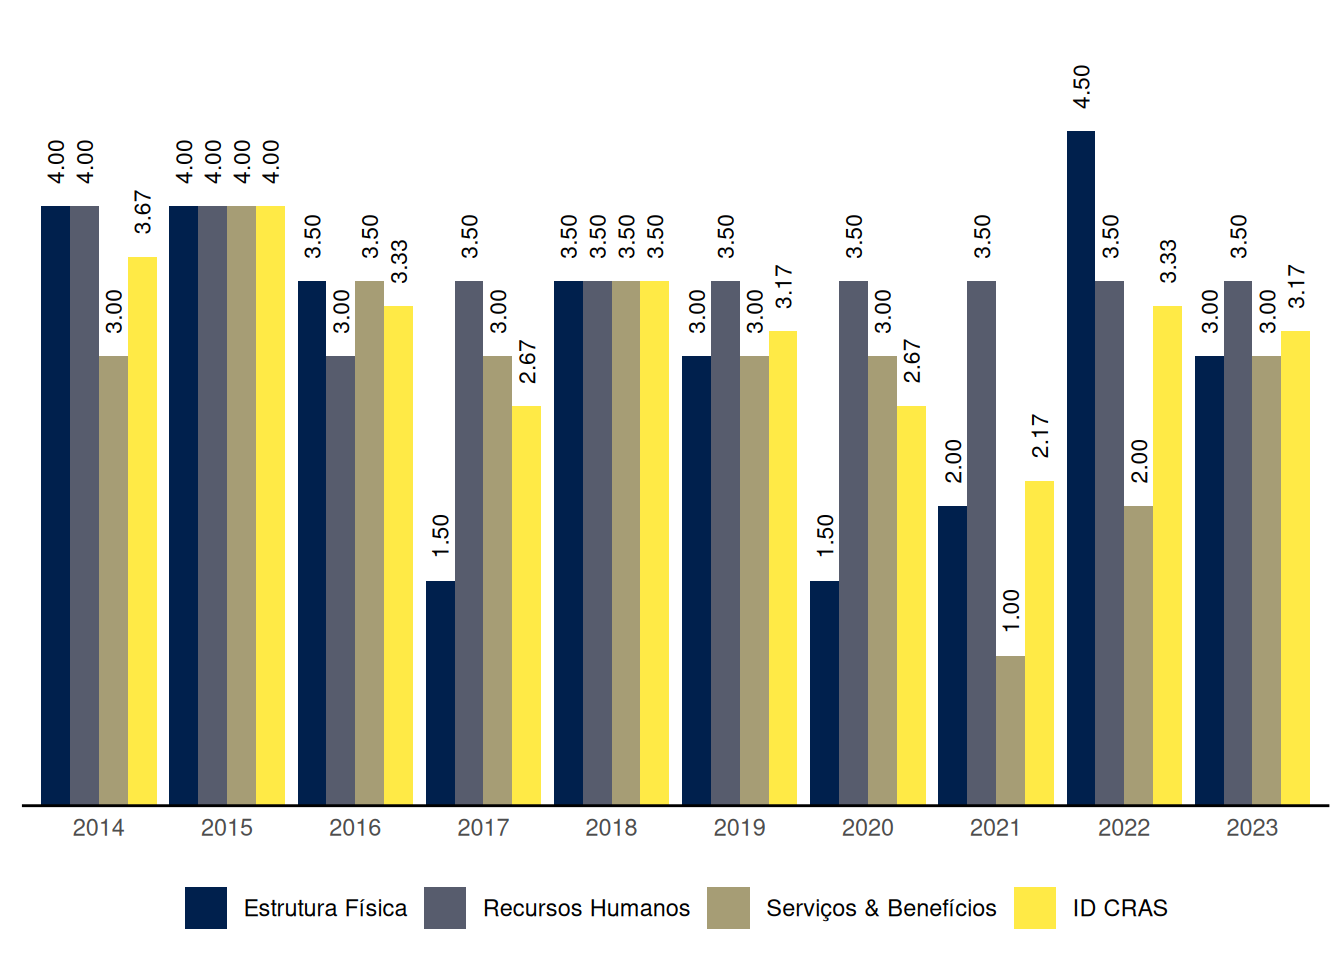 4.00 4.00 3.00 3.67
4.00 4.00 4.00 4.00
3.50 3.00 3.50 3.33
1.50 3.50 3.00 2.67
3.50 3.50 3.50 3.50
3.00 3.50 3.00 3.17
1.50 3.50 3.00 2.67
2.00 3.50 1.00 2.17
4.50 3.50 2.00 3.33
3.00 3.50 3.00 3.17
2014 2015 2016 2017 2018 2019 2020 2021 2022 2023
Estrutura Física Recursos Humanos Serviços & Benefícios ID CRAS